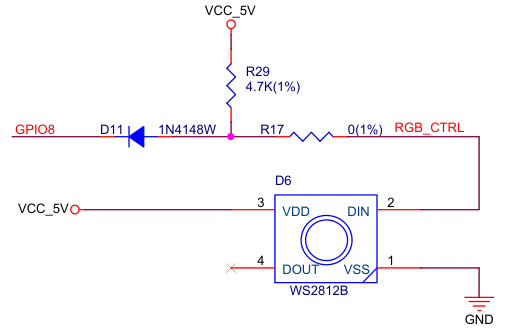 VCC_5V
R29
4.7K(1%)
GPIO8
D11
1N4148W
R17
0(1%)
RGB_CTRL
D6
VCC_5V
3
VDD
DIN
2
4
DOUT
VSS
1
WS2812B
GND